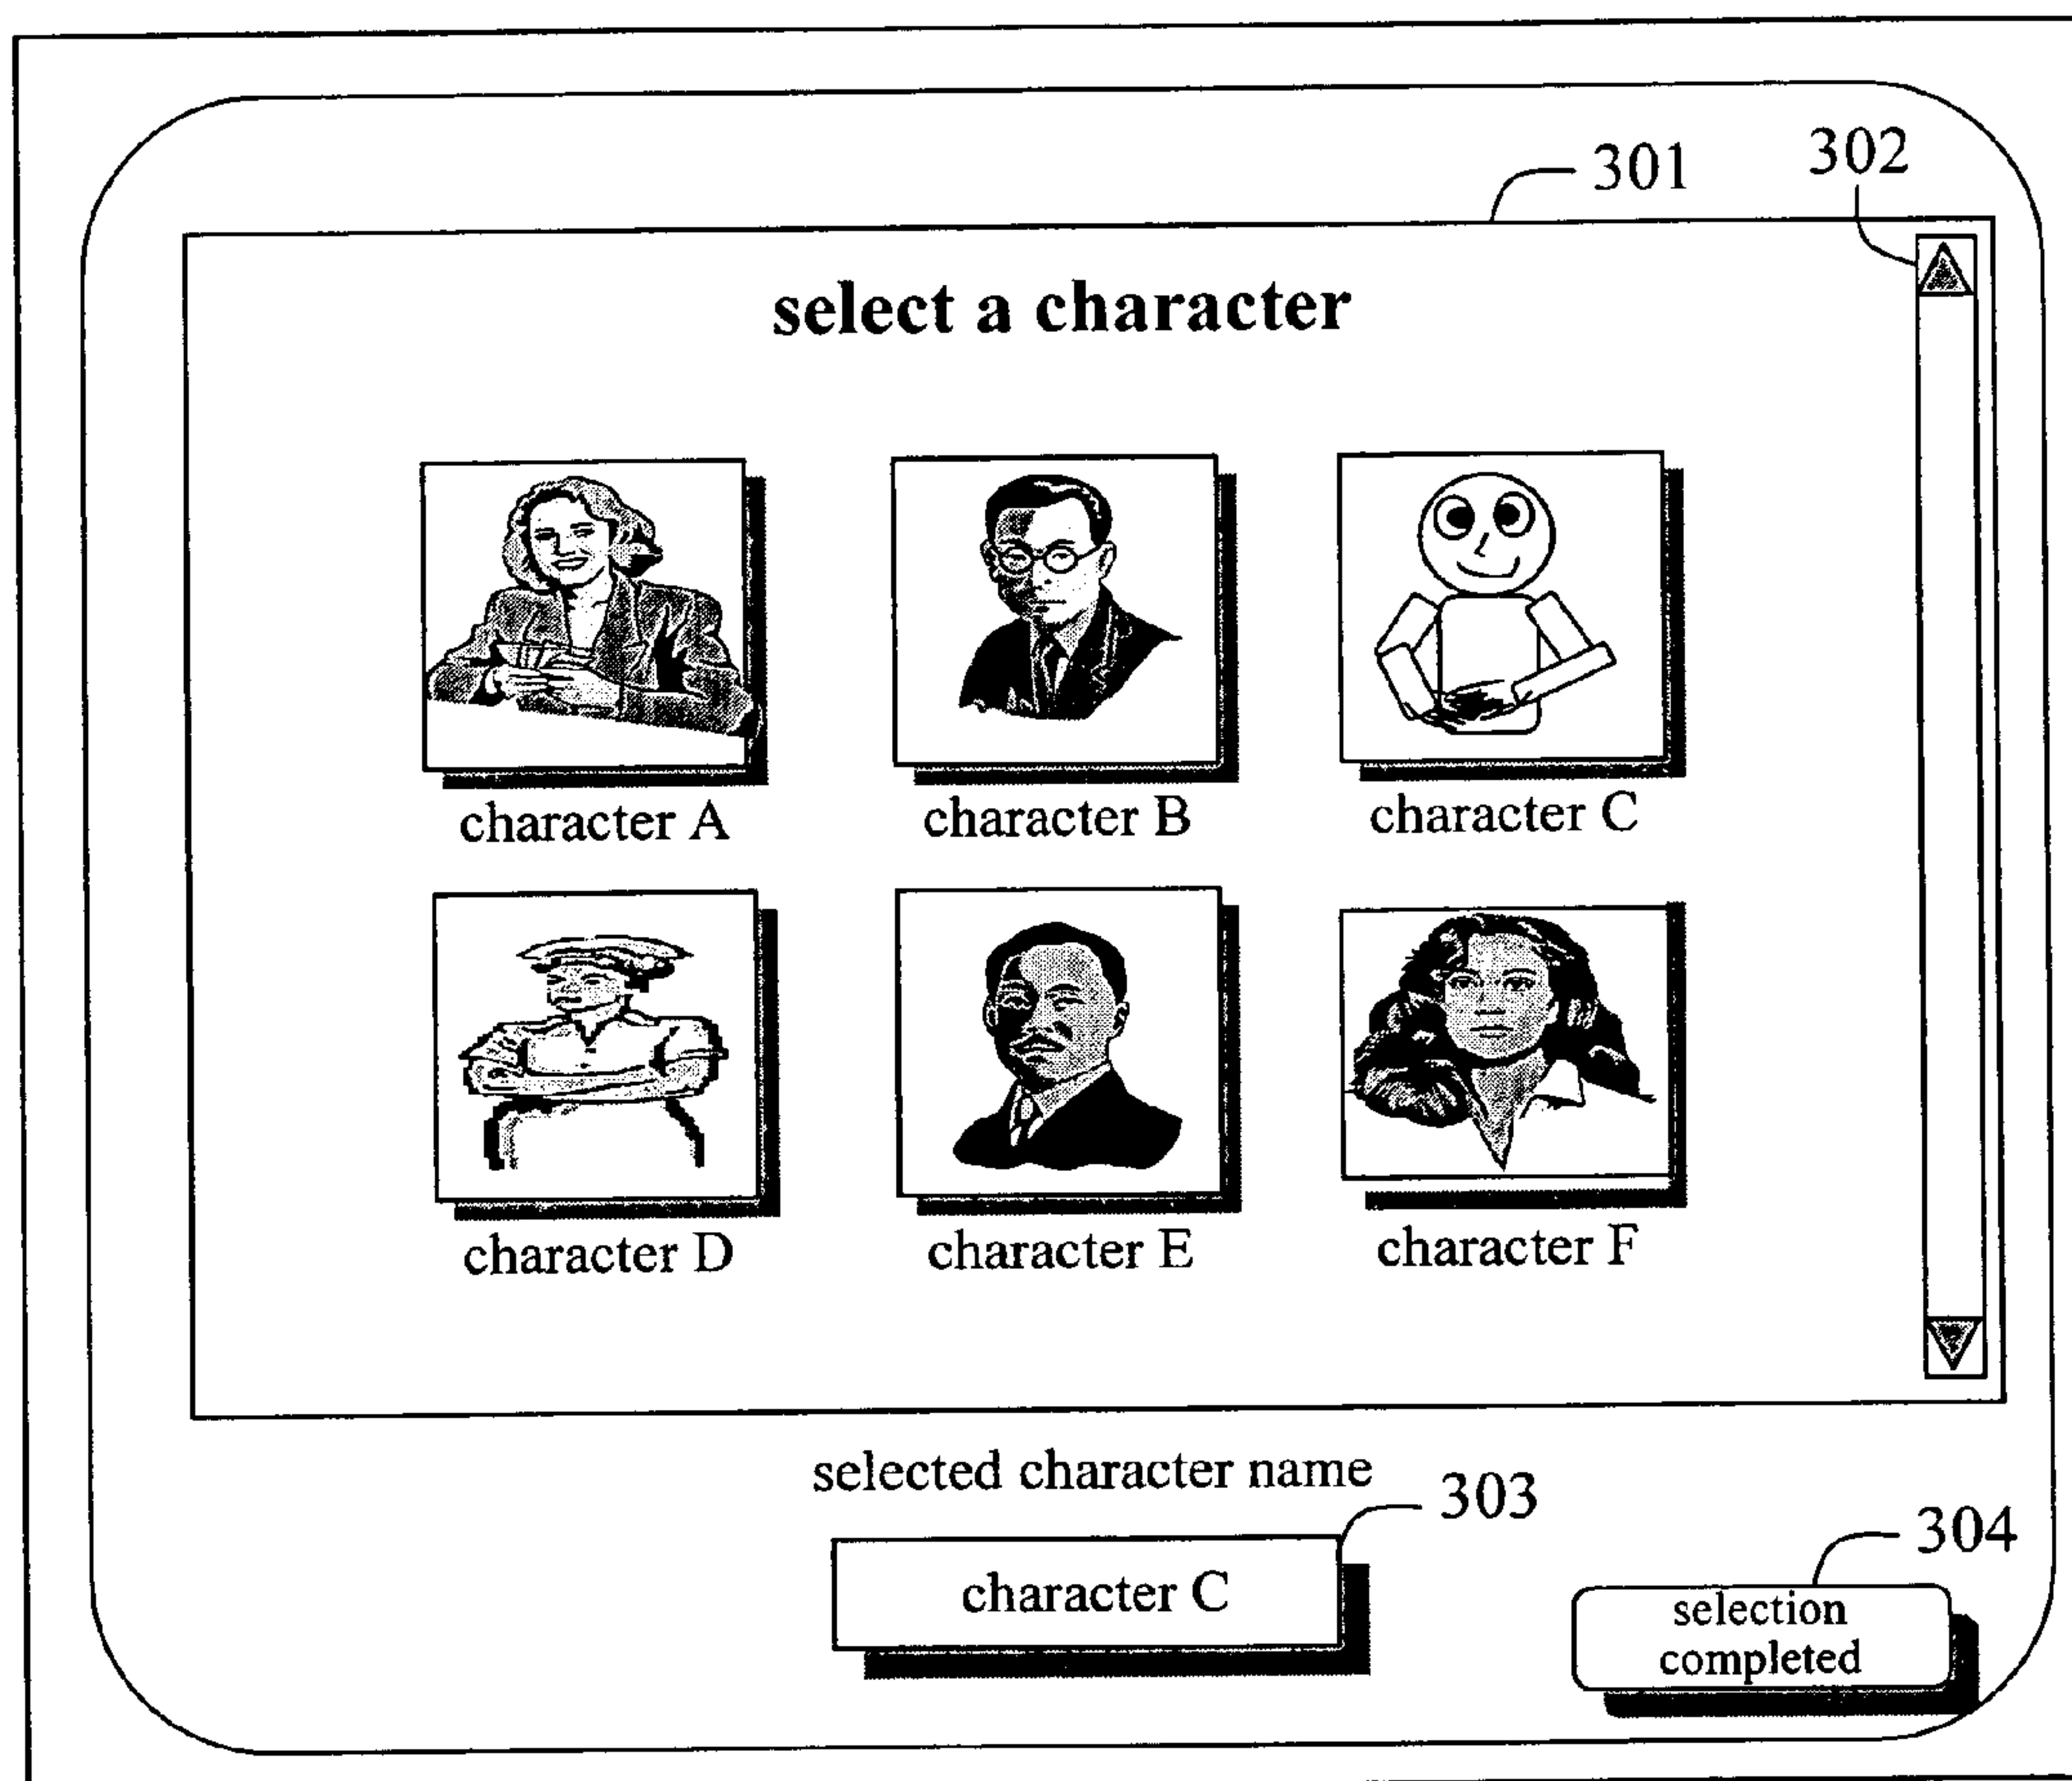 301
302
select a character
character A
character B
character C
character D
character E
character F
selected character name
303
character C
304
selection
completed